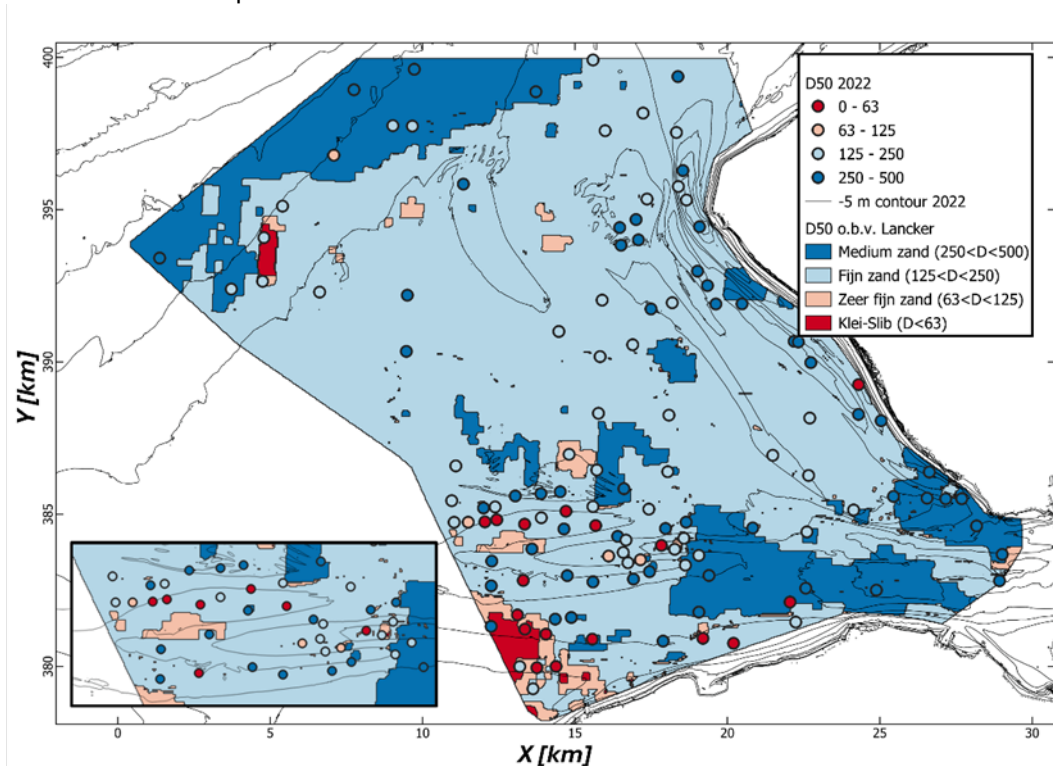 400
395
390
385
380
Y [km]
0
5
10
15
20
25
30
X [km]
D50 2022
0 - 63
63 - 125
125 - 250
250 - 500
-5 m contour 2022
D50 o.b.v. Lancker
Medium zand (250<D<500)
Fijn zand (125<D<250)
Zeer fijn zand (63<D<125)
Klei-Slib (D<63)